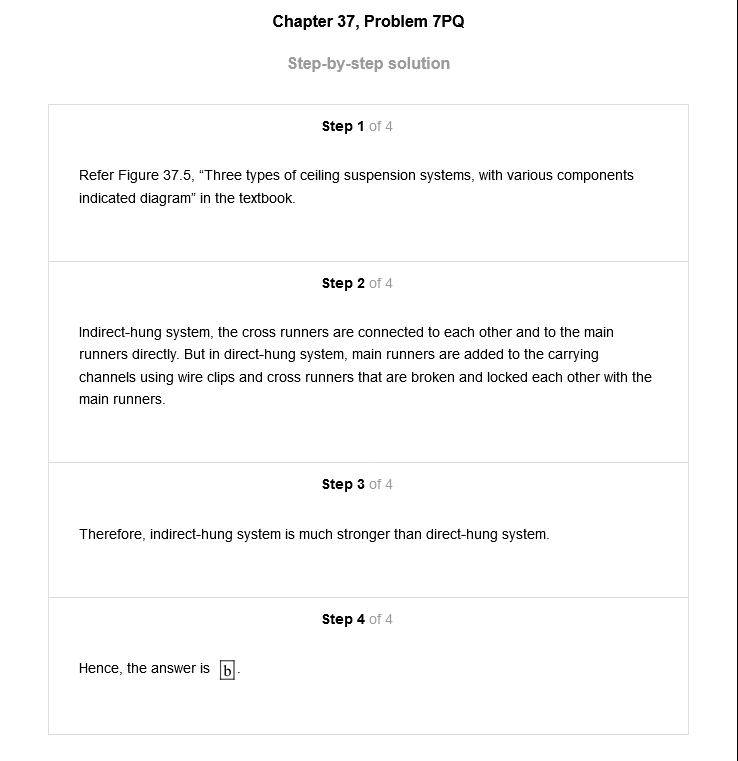 Chapter 37, Problem 7PQ
Step-by-step solution
Step 1 of 4
Refer Figure 37.5, “Three types of ceiling suspension systems, with various components
indicated diagram” in the textbook.
Step 2 of 4
Indirect-hung system, the cross runners are connected to each other and to the main
runners directly. But in direct-hung system, main runners are added to the carrying
channels using wire clips and cross runners that are broken and locked each other with the
main runners.
Step 3 of 4
Therefore, indirect-hung system is much stronger than direct-hung system.
Step 4 of 4
Hence, the answer is b.